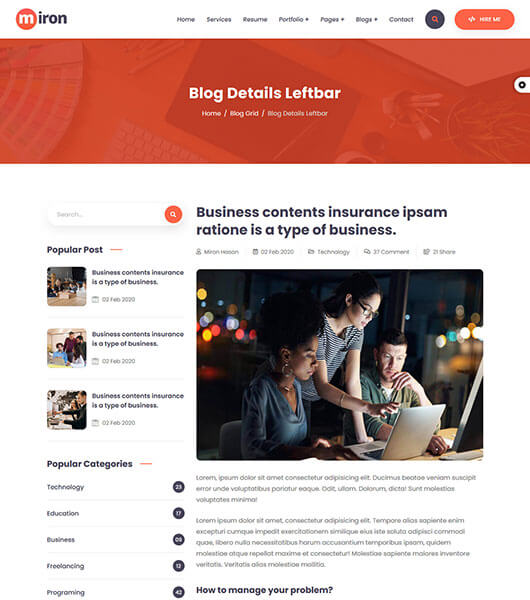 miron
Home Services Resume Portfolio + Pages + Blogs + Contact HIRE ME
Blog Details Leftbar
Home / Blog Grid / Blog Details Leftbar
Search...
Popular Post
Business contents insurance
is a type of business.
02 Feb 2020
Business contents insurance
is a type of business.
02 Feb 2020
Business contents insurance
is a type of business.
02 Feb 2020
Popular Categories
Technology 23
Education 17
Business 09
Freelancing 12
Programing 42
Business contents insurance ipsam
ratione is a type of business.
Miron Hason 02 Feb 2020 Technology 37 Comment 21 Share
Lorem, ipsum dolor sit amet consectetur adipisicing elit. Ducimus beatae veniam suscipit
error unde voluptatibus pariatur eaque. Odit, ullam. Dolorum, dicta! Sunt molestias
voluptates minima!
Lorem ipsum dolor sit amet, consectetur adipisicing elit. Tempore alias sapiente enim
excepturi cumque impedit exercitationem similique eius iste soluta adipisci commodi
quae, libero nulla necessitatibus harum accusantium temporibus ipsam, quidem
molestiae atque repellat maxime et consectetur! Molestiae sapiente maiores inventore
veritatis. Veritatis alias molestiae mollitia.
How to manage your problem?